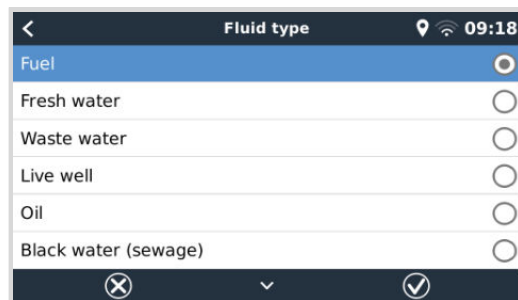 Fluid type 09:18
Fuel
Fresh water
Waste water
Live well
Oil
Black water (sewage)